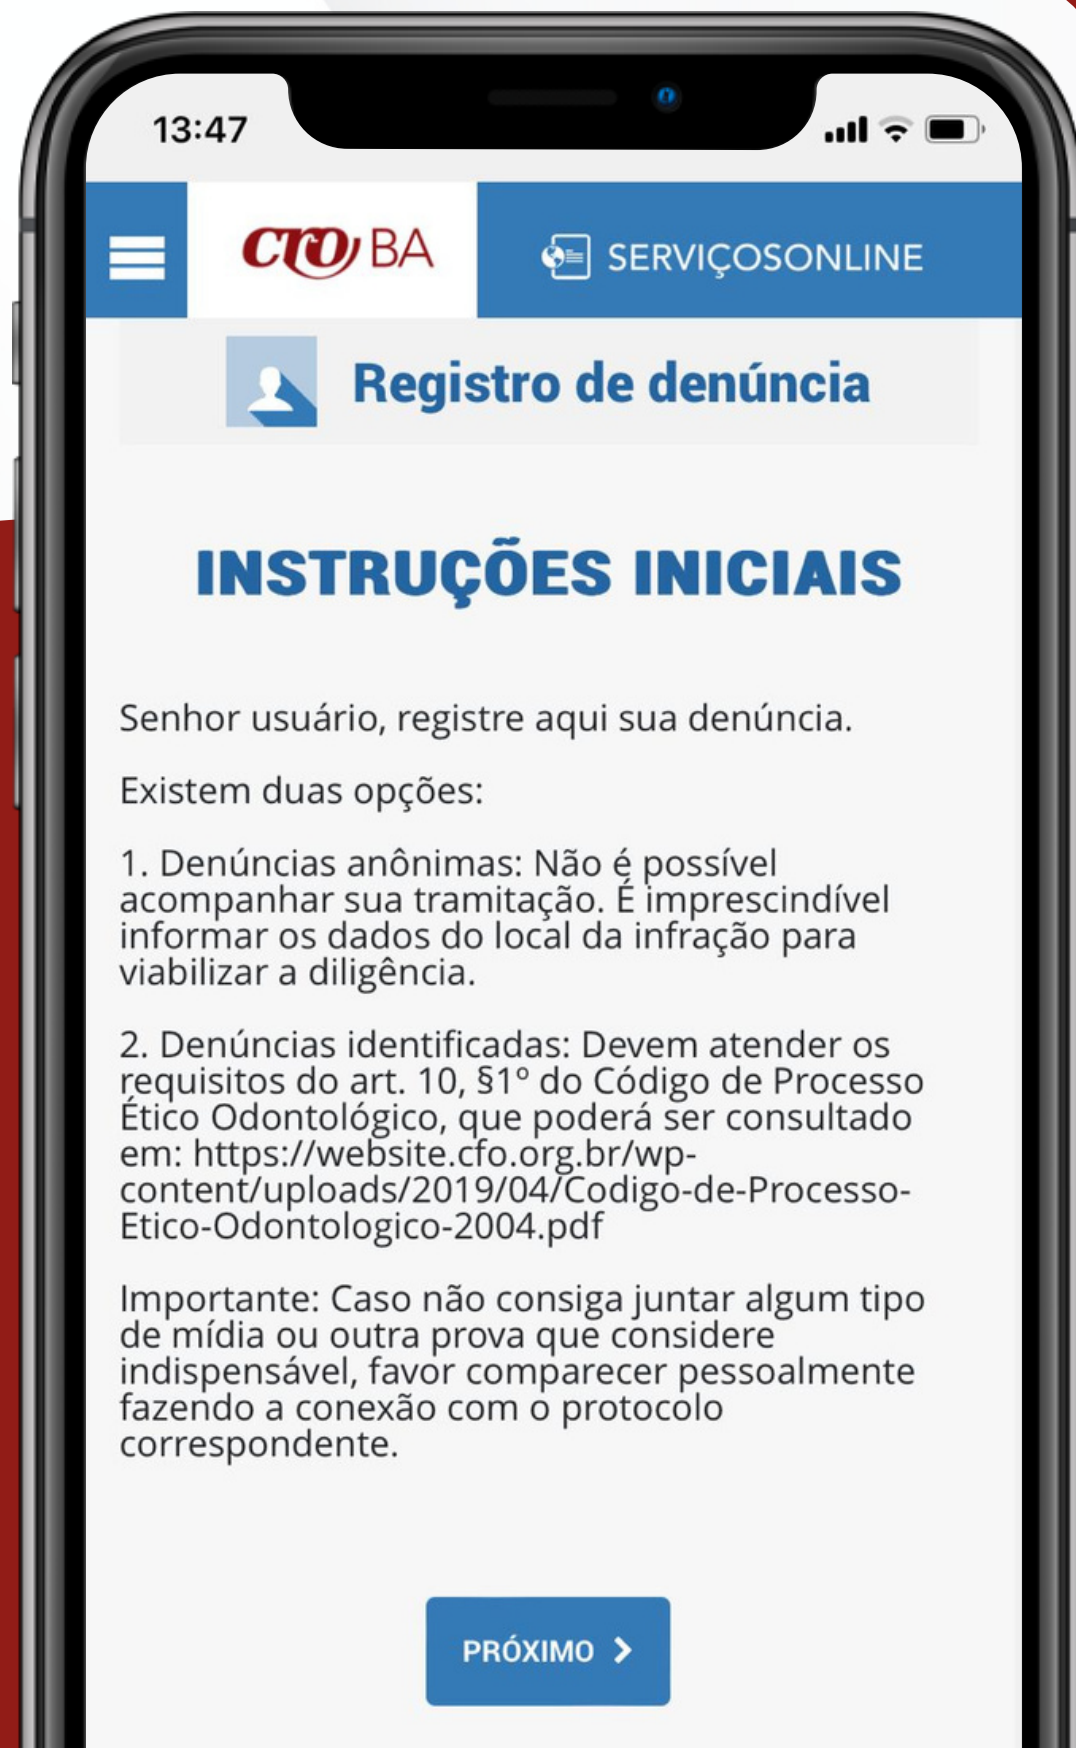 13:47
cro BA
SERVIÇOSONLINE
Registro de denúncia
INSTRUÇÕES INICIAIS
Senhor usuário, registre aqui sua denúncia.
Existem duas opções:
1. Denúncias anônimas: Não é possível
acompanhar sua tramitação. É imprescindível
informar os dados do local da infração para
viabilizar a diligência.
2. Denúncias identificadas: Devem atender os
requisitos do art. 10, §1º do Código de Processo
Ético Odontológico, que poderá ser consultado
em: https://website.cfo.org.br/wp-
content/uploads/2019/04/Codigo-de-Processo-
Etico-Odontologico-2004.pdf
Importante: Caso não consiga juntar algum tipo
de mídia ou outra prova que considere
indispensável, favor comparecer pessoalmente
fazendo a conexão com o protocolo
correspondente.
PRÓXIMO